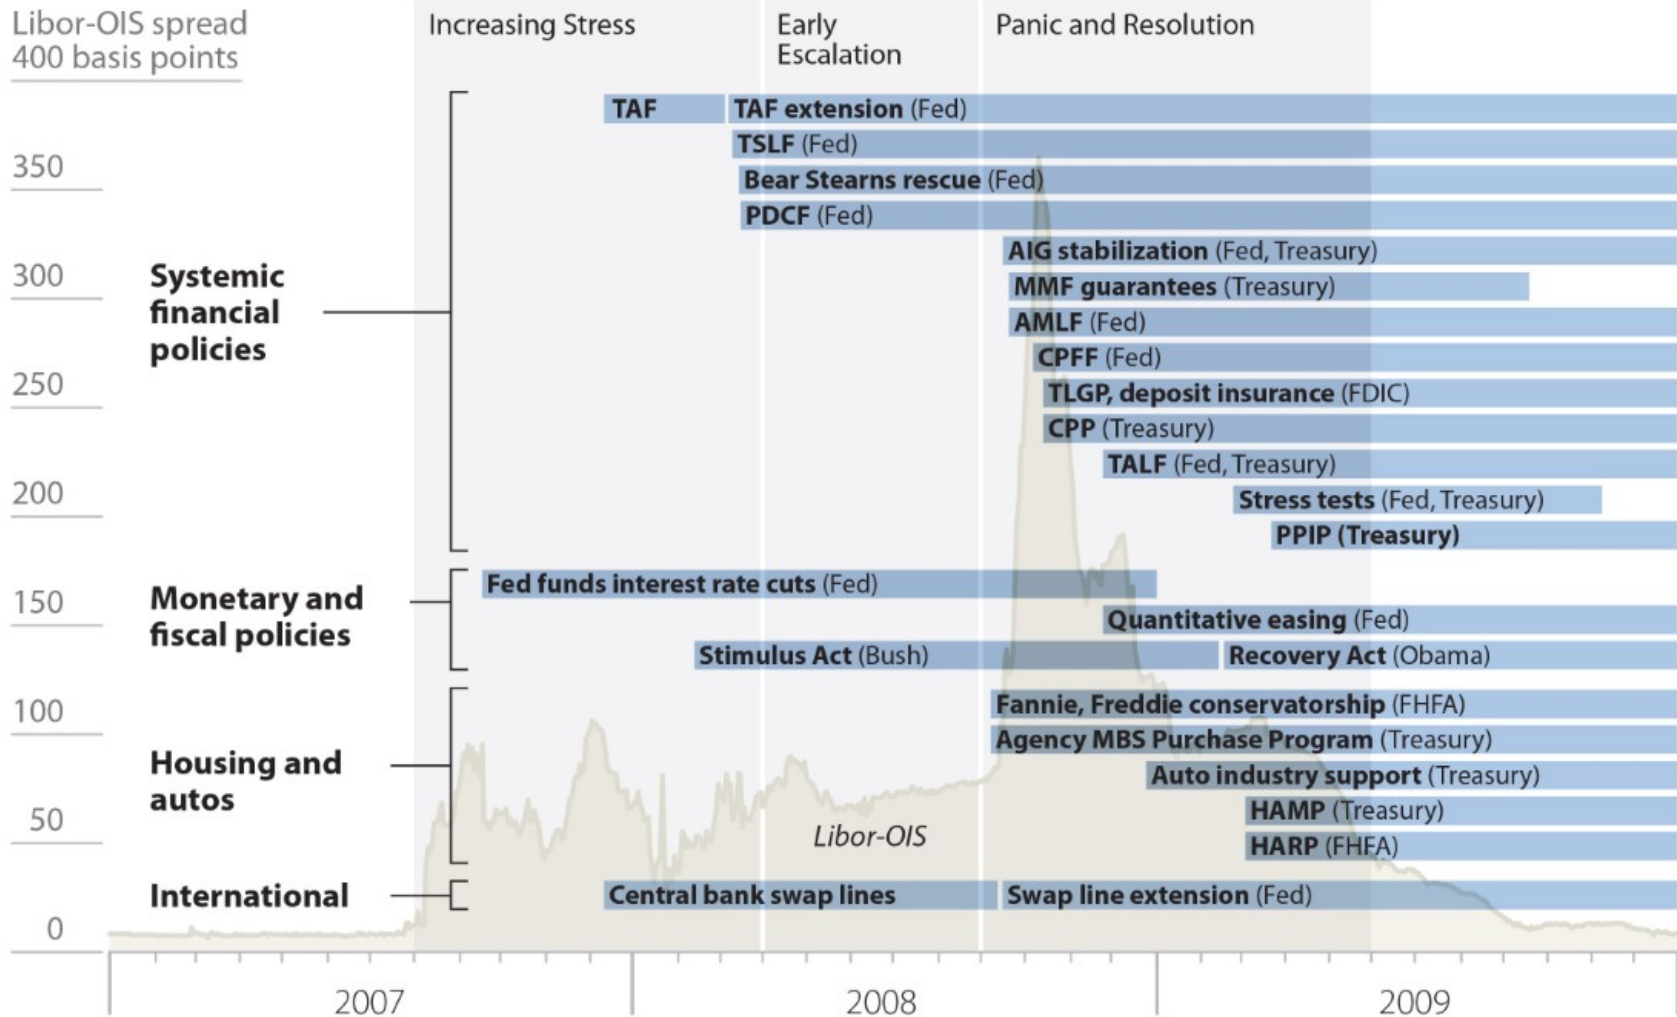 Libor-OIS spread
400 basis points
Increasing Stress
Early
Escalation
Panic and Resolution
350
300
250
200
150
100
50
0
Systemic
financial
policies
TAF
TAF extension (Fed)
TSLF (Fed)
Bear Stearns rescue (Fed)
PDCF (Fed)
AIG stabilization (Fed, Treasury)
MMF guarantees (Treasury)
AMLF (Fed)
CPFF (Fed)
TLGP, deposit insurance (FDIC)
CPP (Treasury)
TALF (Fed, Treasury)
Stress tests (Fed, Treasury)
PPIP (Treasury)
Monetary and
fiscal policies
Fed funds interest rate cuts (Fed)
Quantitative easing (Fed)
Stimulus Act (Bush)
Recovery Act (Obama)
Housing and
autos
Fannie, Freddie conservatorship (FHFA)
Agency MBS Purchase Program (Treasury)
Auto industry support (Treasury)
HAMP (Treasury)
HARP (FHFA)
Libor-OIS
International
Central bank swap lines
Swap line extension (Fed)
2007
2008
2009